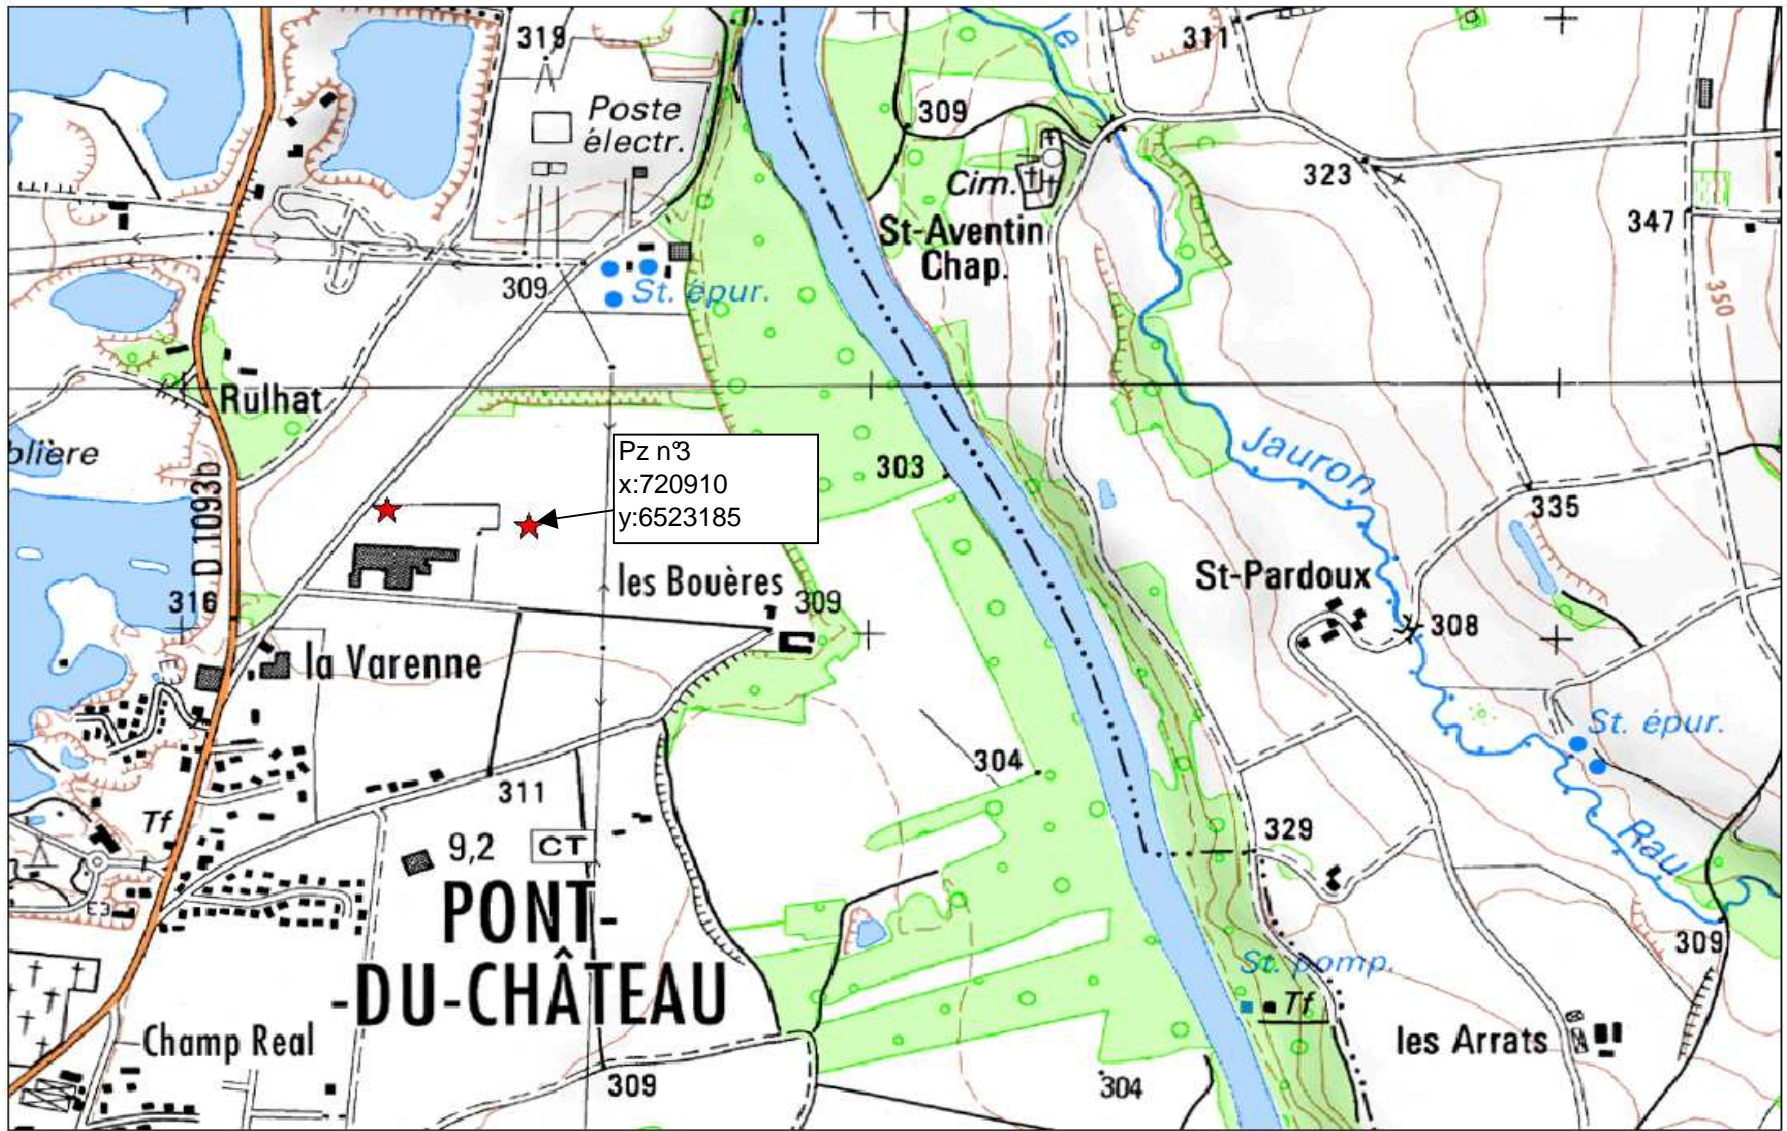 319
311
Poste
électr.
309
323
Cim.
347
St-Aventin
Chap.
309
St. épur.
350
Rulhat
blière
Pz n°3
x:720910
y:6523185
303
Jauron
335
D 1093b
les Bouères
St-Pardoux
316
309
308
la Varenne
St. épur.
304
311
Tf
9,2
CT
329
Rau
PONT-
-DU-CHÂTEAU
309
St. pomp.
Tf
Champ Real
les Arrats
309
304